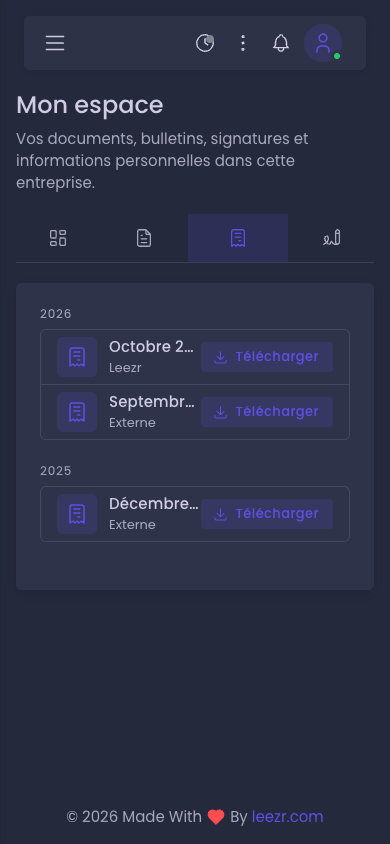 Mon espace
Vos documents, bulletins, signatures et
informations personnelles dans cette
entreprise.
2026
Octobre 2...
Télécharger
Leezr
Septembr...
Télécharger
Externe
2025
Décembre...
Télécharger
Externe
© 2026 Made With By leezr.com